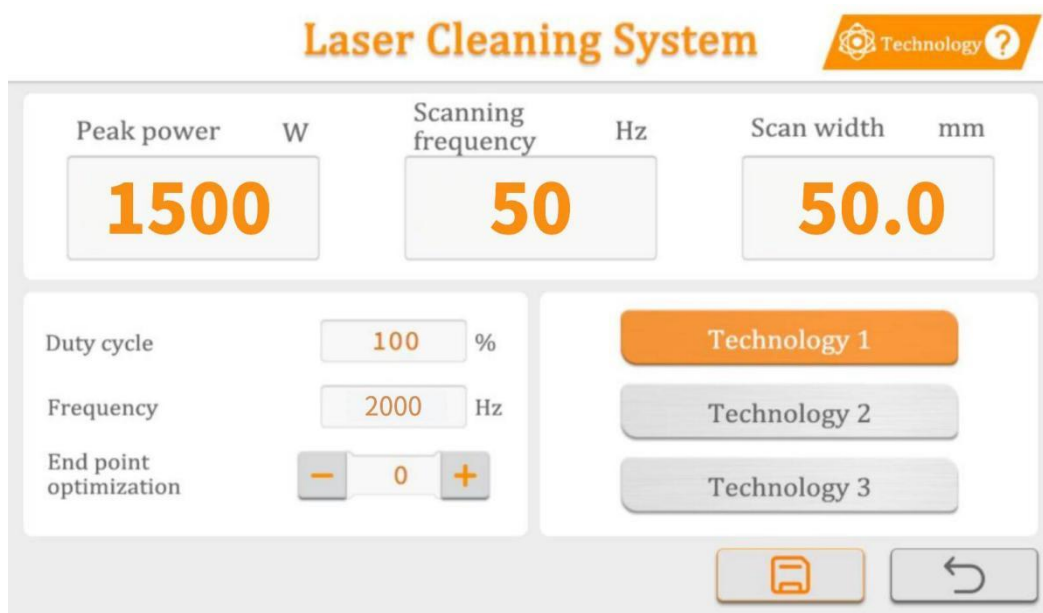 Laser Cleaning System
Technology ?
Peak power W
Scanning
frequency Hz
Scan width mm
1500
50
50.0
Duty cycle 100 %
Frequency 2000 Hz
End point
optimization − 0 +
Technology 1
Technology 2
Technology 3